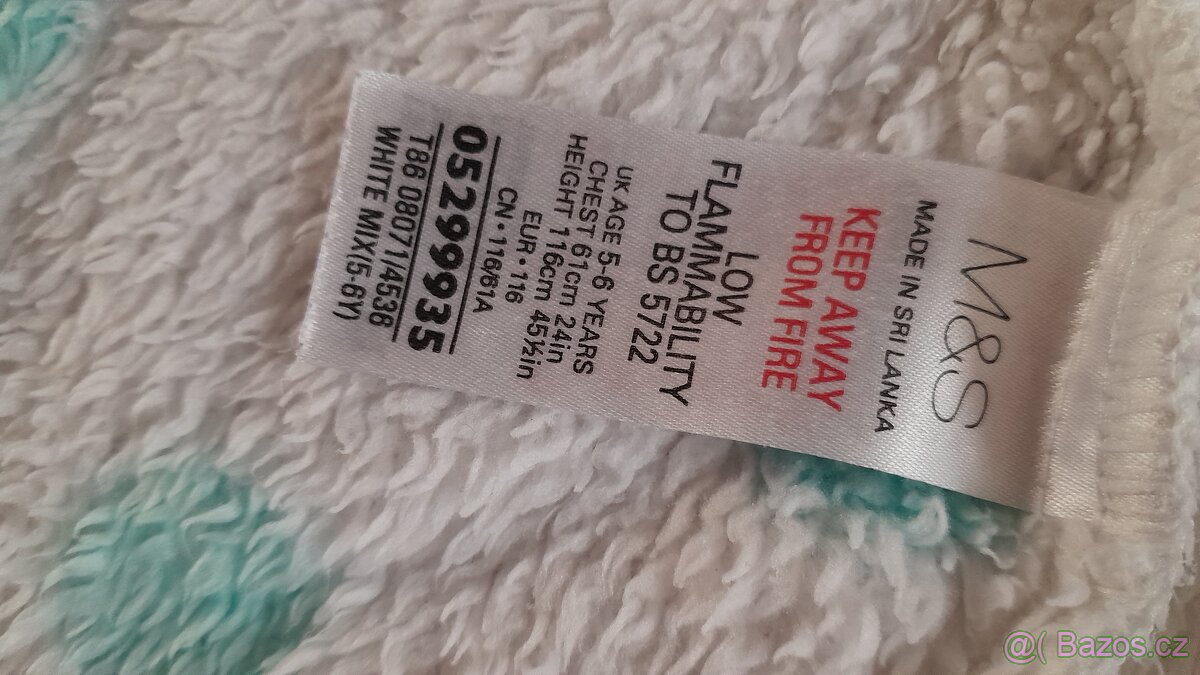 M&S
MADE IN SRI LANKA
KEEP AWAY
FROM FIRE
LOW
FLAMMABILITY
TO BS 5722
UK AGE 5-6 YEARS
CHEST 61cm 24in
HEIGHT 116cm 45½in
EUR • 116
CN • 116/61A
05299935
T86 0807I/4538
WHITE MIX(5-6Y)
@( Bazos.cz